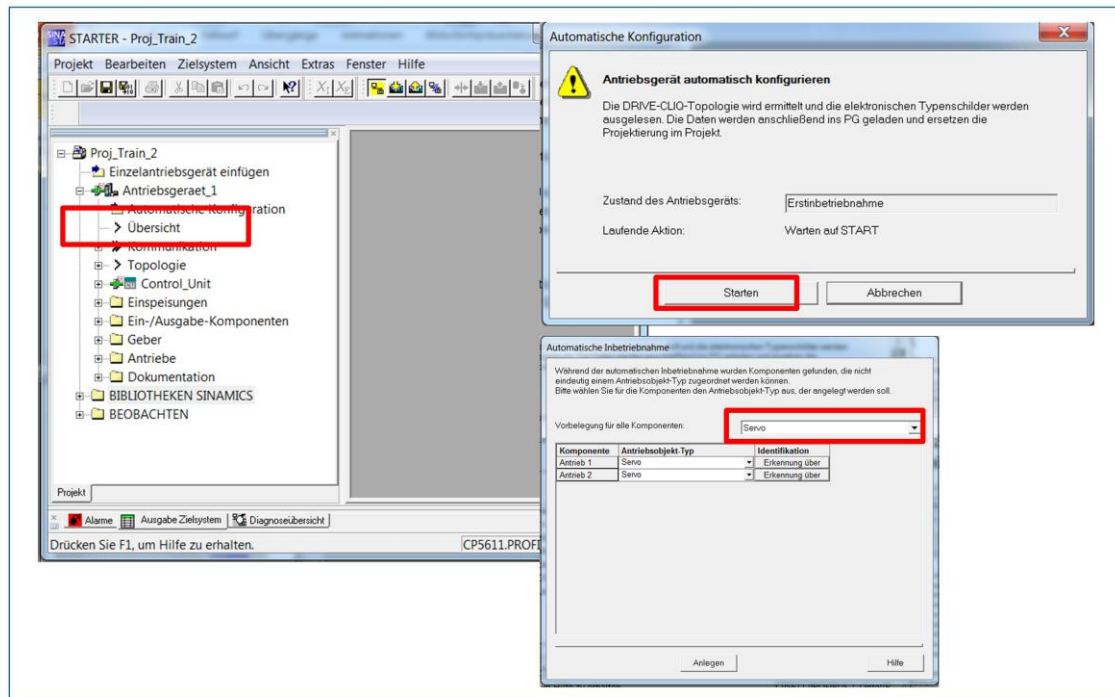 STARTER - Proj_Train_2
Projekt Bearbeiten Zielsystem Ansicht Extras Fenster Hilfe
Proj_Train_2
Einzelantriebsgerät einfügen
Antriebsgeraet_1
Automatische Konfiguration
Übersicht
Kommunikation
Topologie
Control_Unit
Einspeisungen
Ein-/Ausgabe-Komponenten
Geber
Antriebe
Dokumentation
BIBLIOTHEKEN SINAMICS
BEOBACHTEN
Projekt
Alarme Ausgabe Zielsystem Diagnoseübersicht
Drücken Sie F1, um Hilfe zu erhalten. CP5611.PROFI
Automatische Konfiguration
Antriebsgerät automatisch konfigurieren
Die DRIVE-CLiQ-Topologie wird ermittelt und die elektronischen Typenschilder werden
ausgelesen. Die Daten werden anschließend ins PG geladen und ersetzen die
Projektierung im Projekt.
Zustand des Antriebsgeräts: Erstinbetriebnahme
Laufende Aktion: Warten auf START
Starten Abbrechen
Automatische Inbetriebnahme
Während der automatischen Inbetriebnahme wurden Komponenten gefunden, die nicht
eindeutig einem Antriebsobjekt-Typ zugeordnet werden können.
Bitte wählen Sie für die Komponenten den Antriebsobjekt-Typ aus, der angelegt werden soll.
Vorbelegung für alle Komponenten: Servo
Komponente Antriebsobjekt-Typ Identifikation
Antrieb 1 Servo Erkennung über
Antrieb 2 Servo Erkennung über
Anlegen Hilfe